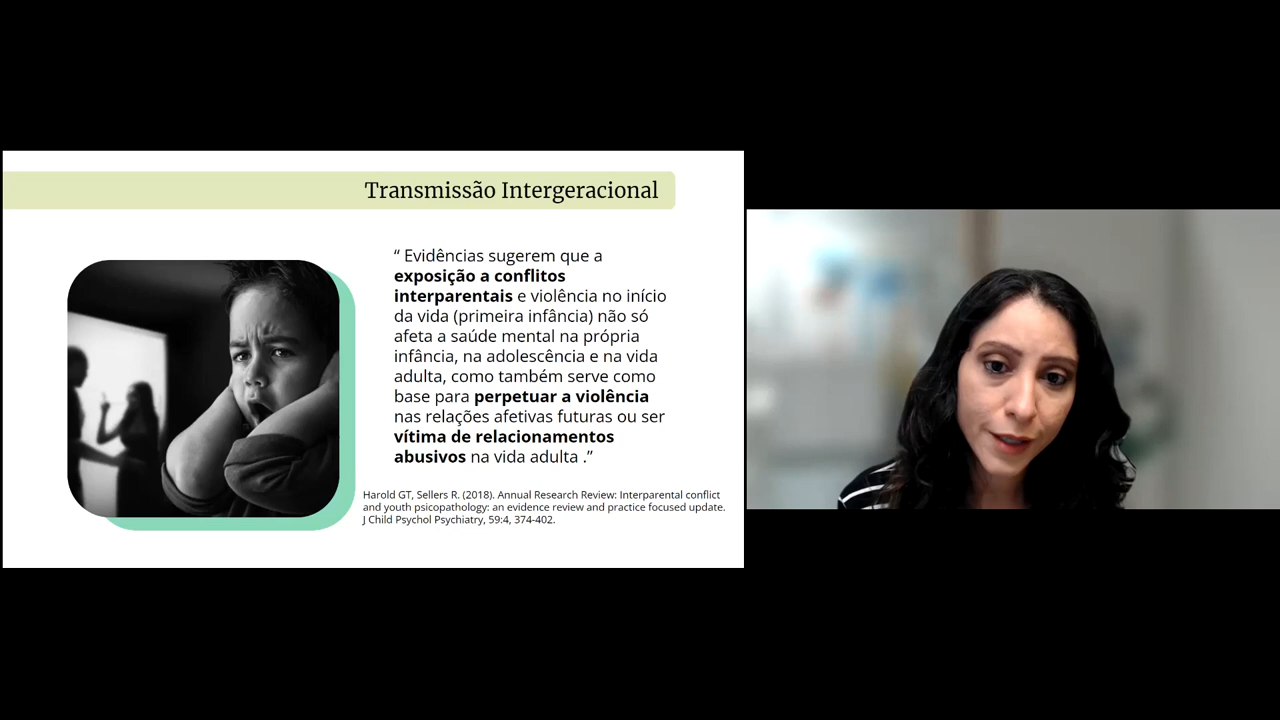 Transmissão Intergeracional
“ Evidências sugerem que a
exposição a conflitos
interparentais e violência no início
da vida (primeira infância) não só
afeta a saúde mental na própria
infância, na adolescência e na vida
adulta, como também serve como
base para perpetuar a violência
nas relações afetivas futuras ou ser
vítima de relacionamentos
abusivos na vida adulta .”
Harold GT, Sellers R. (2018). Annual Research Review: Interparental conflict
and youth psicopathology: an evidence review and practice focused update.
J Child Psychol Psychiatry, 59:4, 374-402.